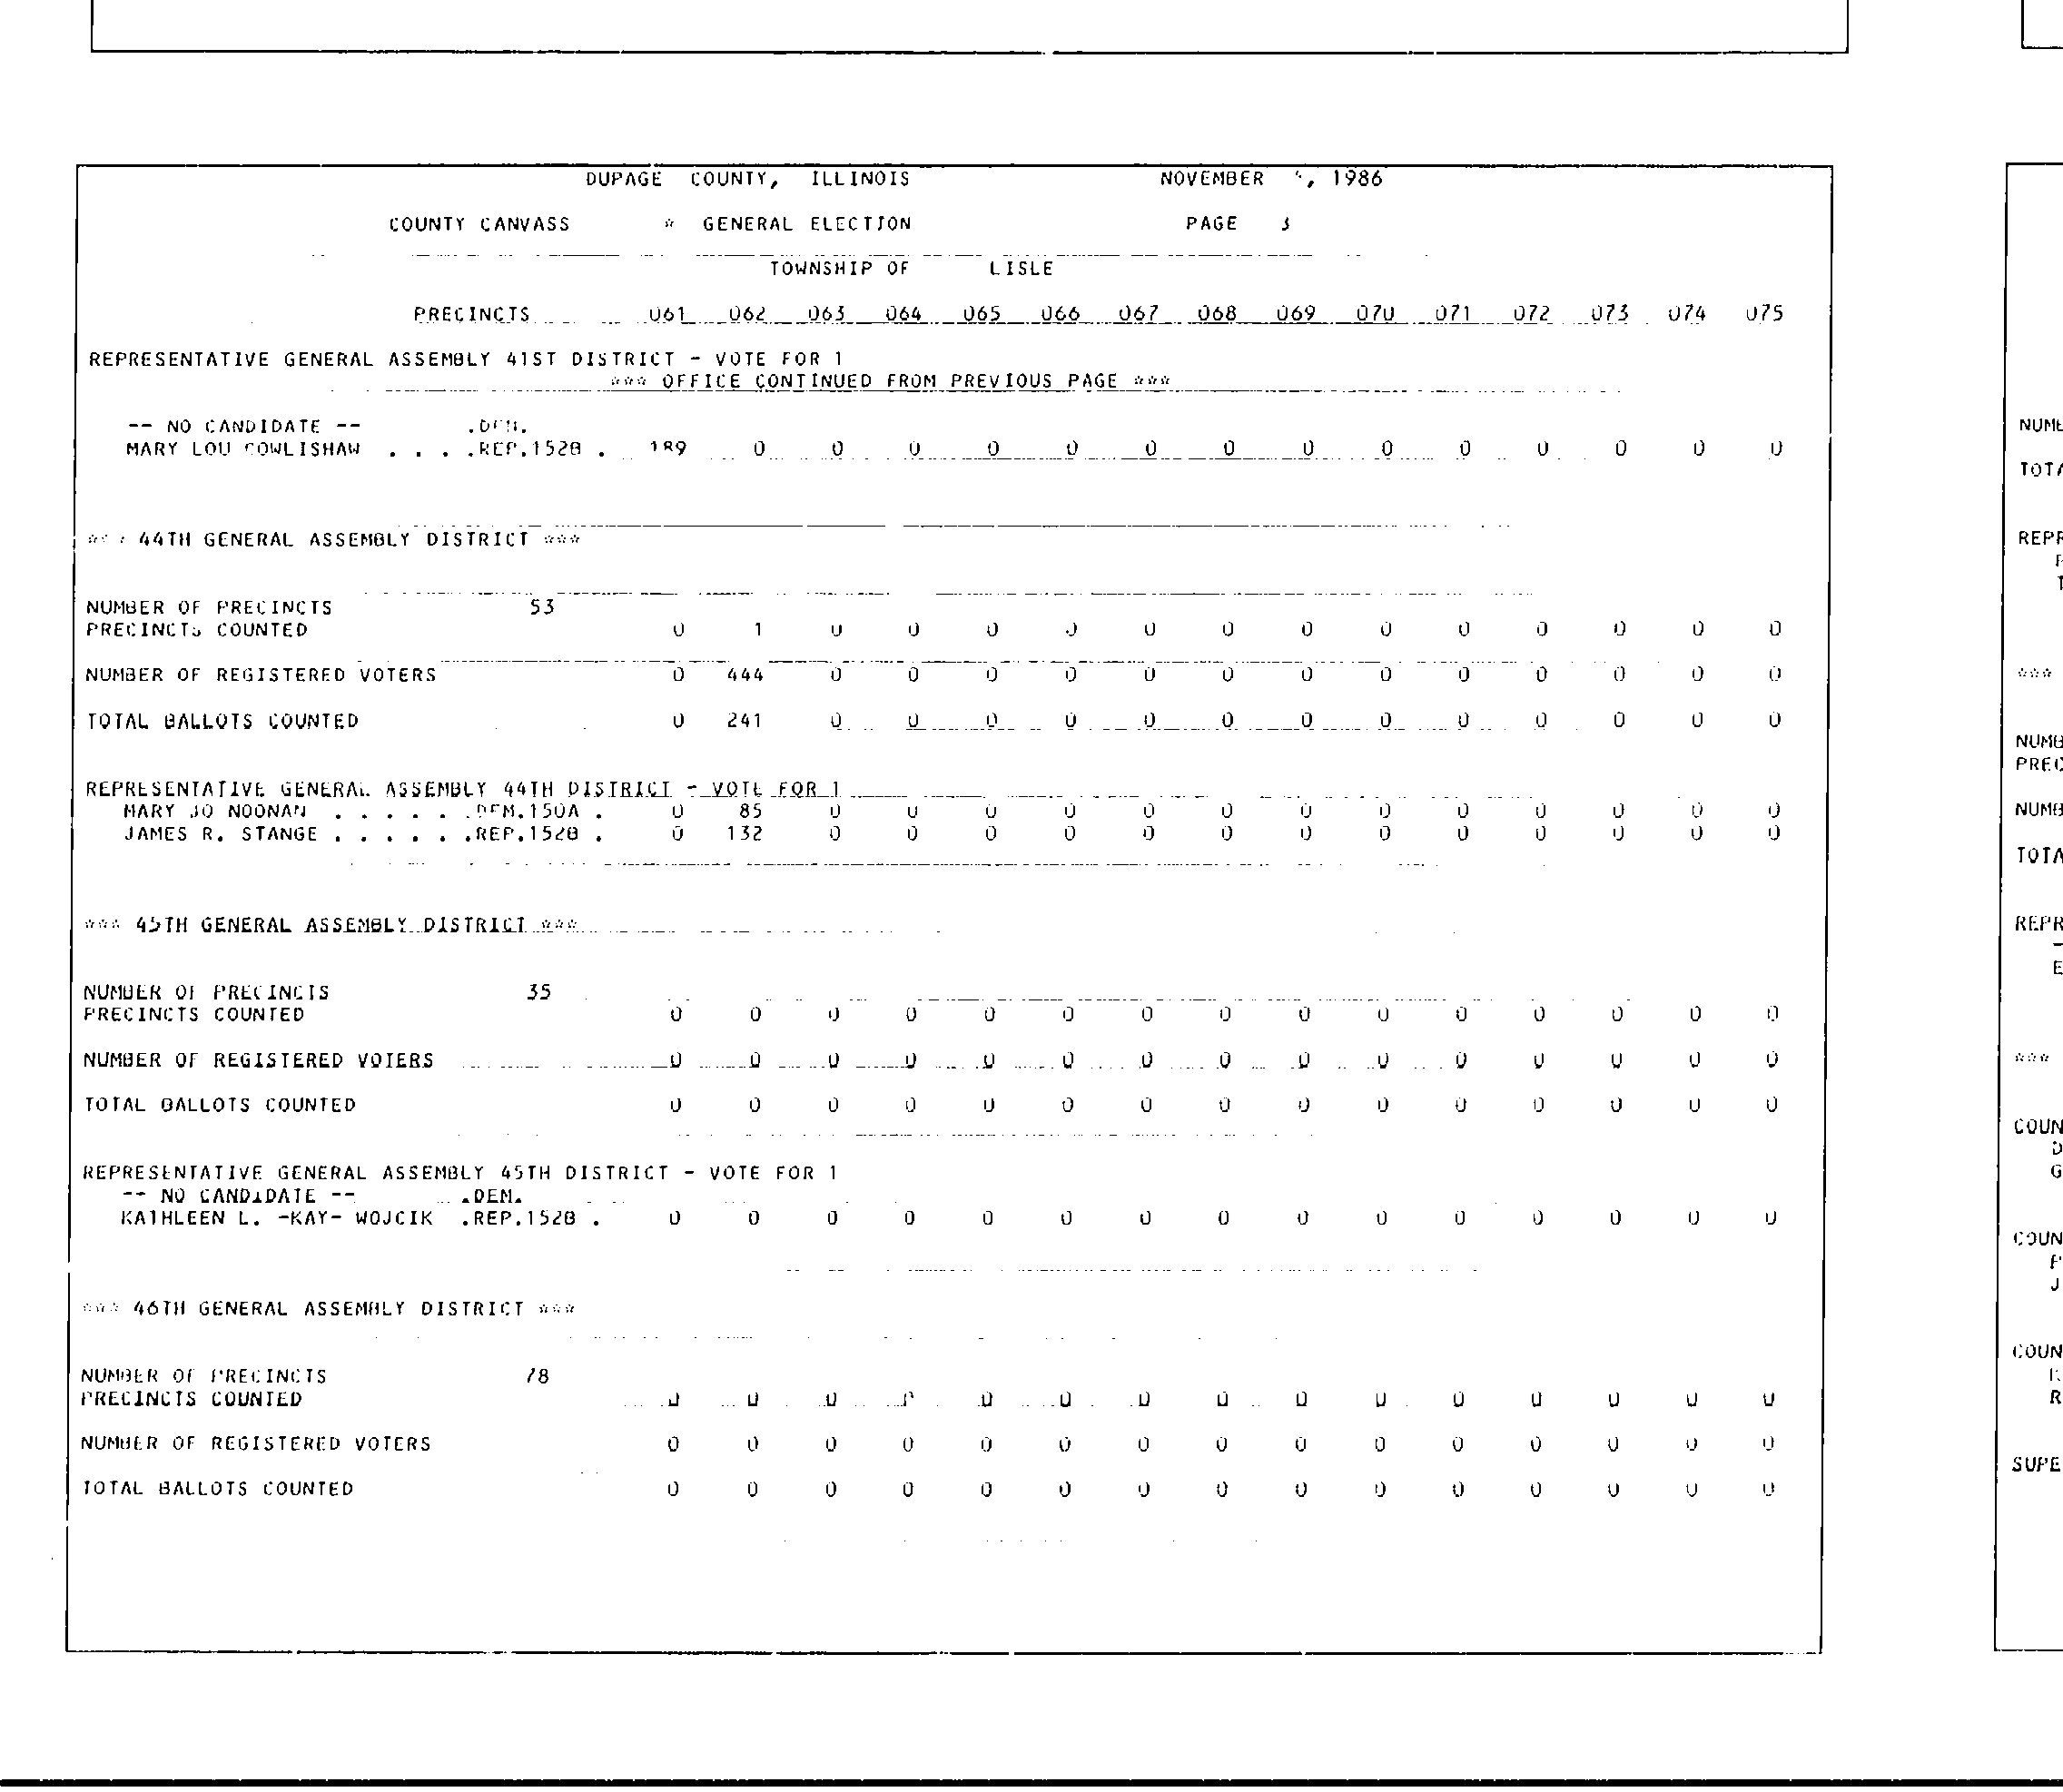 DUPAGE COUNTY, ILLINOIS NOVEMBER , 1986
COUNTY CANVASS * GENERAL ELECTION PAGE 3
TOWNSHIP OF LISLE
PRECINCTS 061 062 063 064 065 066 067 068 069 070 071 072 073 074 075
REPRESENTATIVE GENERAL ASSEMBLY 41ST DISTRICT - VOTE FOR 1
*** OFFICE CONTINUED FROM PREVIOUS PAGE ***
-- NO CANDIDATE -- .DEM.
MARY LOU COWLISHAW . . . .REP.152B . 189 0 0 0 0 0 0 0 0 0 0 0 0 0 0
*** 44TH GENERAL ASSEMBLY DISTRICT ***
NUMBER OF PRECINCTS 53
PRECINCTS COUNTED 0 1 0 0 0 0 0 0 0 0 0 0 0 0 0
NUMBER OF REGISTERED VOTERS 0 444 0 0 0 0 0 0 0 0 0 0 0 0 0
TOTAL BALLOTS COUNTED 0 241 0 0 0 0 0 0 0 0 0 0 0 0 0
REPRESENTATIVE GENERAL ASSEMBLY 44TH DISTRICT - VOTE FOR 1
MARY JO NOONAN . . . . . .DEM.150A . 0 85 0 0 0 0 0 0 0 0 0 0 0 0 0
JAMES R. STANGE . . . . . .REP.152B . 0 132 0 0 0 0 0 0 0 0 0 0 0 0 0
*** 45TH GENERAL ASSEMBLY DISTRICT ***
NUMBER OF PRECINCTS 35
PRECINCTS COUNTED 0 0 0 0 0 0 0 0 0 0 0 0 0 0 0
NUMBER OF REGISTERED VOTERS 0 0 0 0 0 0 0 0 0 0 0 0 0 0 0
TOTAL BALLOTS COUNTED 0 0 0 0 0 0 0 0 0 0 0 0 0 0 0
REPRESENTATIVE GENERAL ASSEMBLY 45TH DISTRICT - VOTE FOR 1
-- NO CANDIDATE -- .DEM.
KATHLEEN L. -KAY- WOJCIK .REP.152B . 0 0 0 0 0 0 0 0 0 0 0 0 0 0 0
*** 46TH GENERAL ASSEMBLY DISTRICT ***
NUMBER OF PRECINCTS 78
PRECINCTS COUNTED 0 0 0 0 0 0 0 0 0 0 0 0 0 0 0
NUMBER OF REGISTERED VOTERS 0 0 0 0 0 0 0 0 0 0 0 0 0 0 0
TOTAL BALLOTS COUNTED 0 0 0 0 0 0 0 0 0 0 0 0 0 0 0